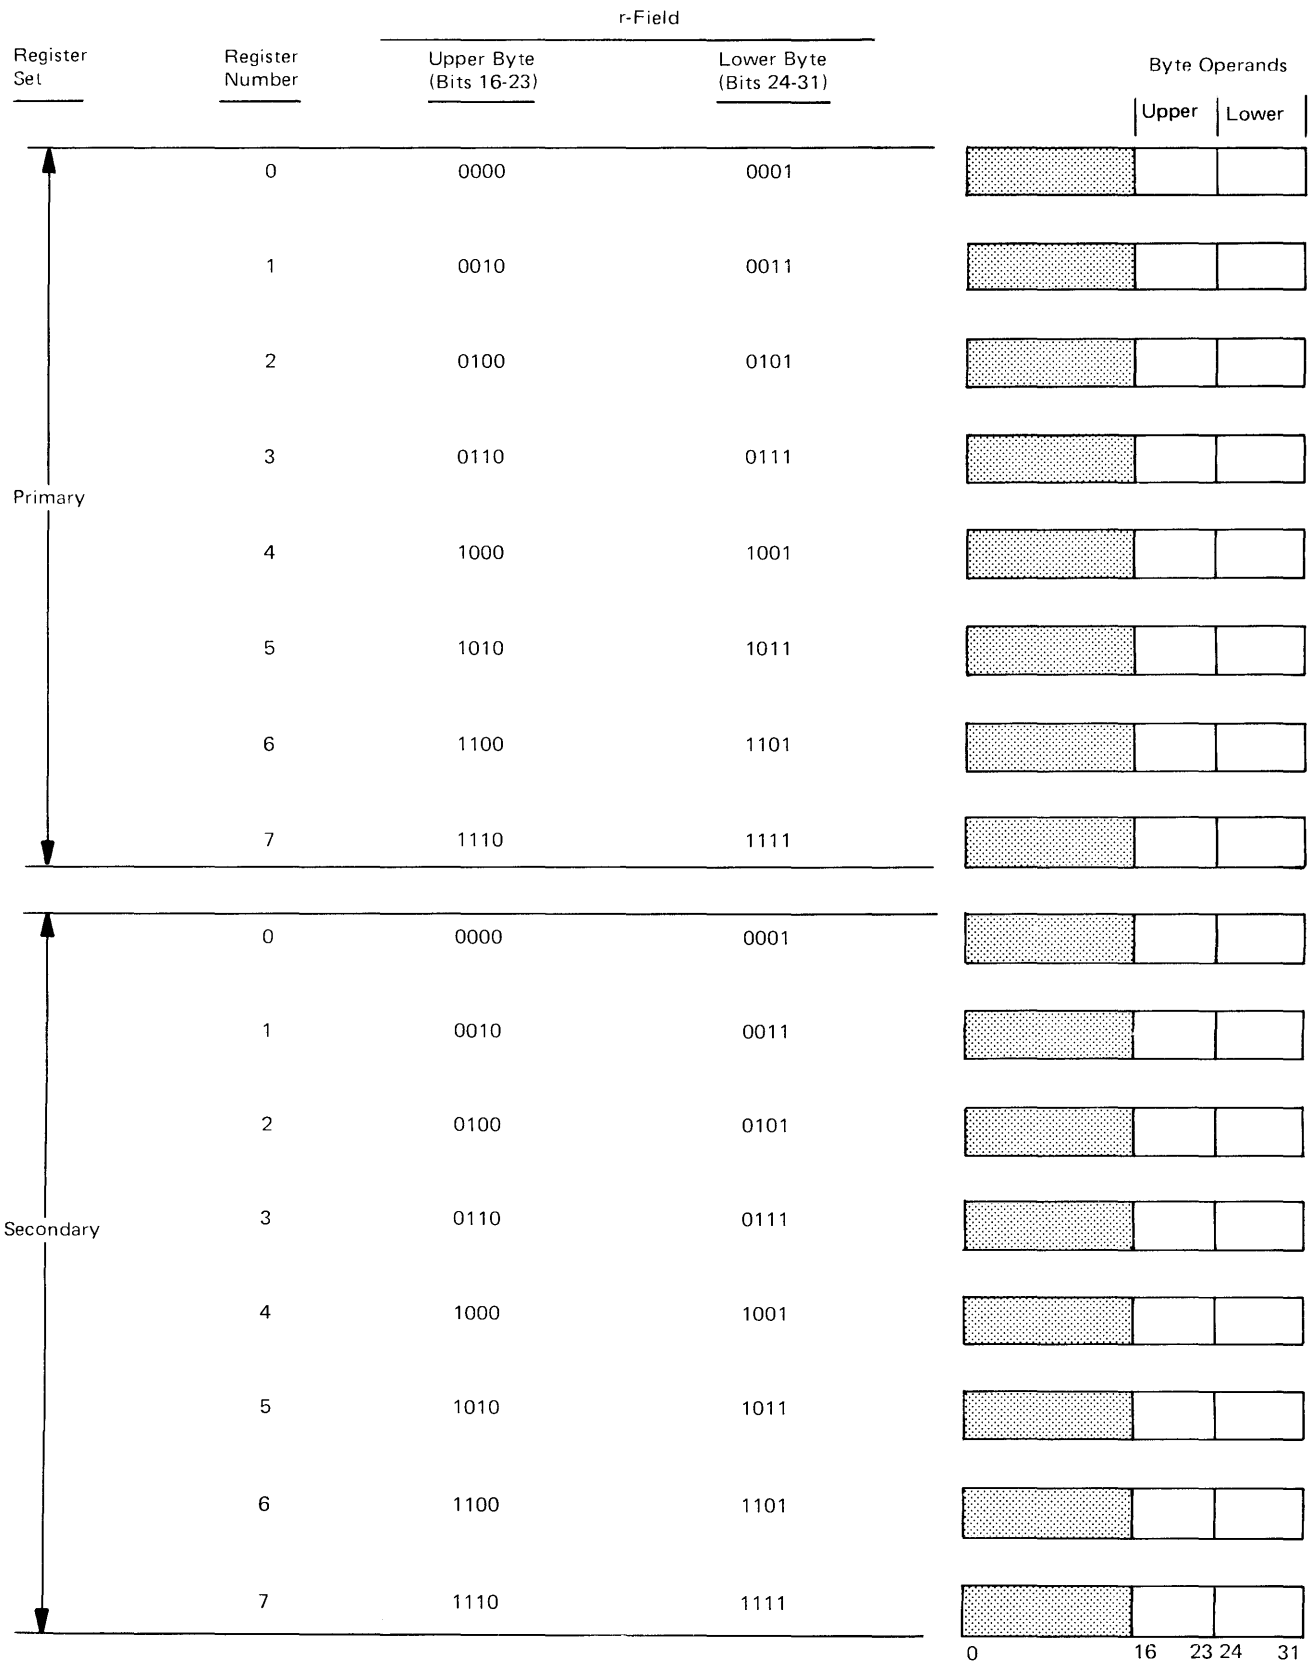 r-Field
Register Set
Register Number
Upper Byte (Bits 16-23)
Lower Byte (Bits 24-31)
Byte Operands
Upper Lower
0 0000 0001
1 0010 0011
2 0100 0101
3 0110 0111
Primary
4 1000 1001
5 1010 1011
6 1100 1101
7 1110 1111
0 0000 0001
1 0010 0011
2 0100 0101
3 0110 0111
Secondary
4 1000 1001
5 1010 1011
6 1100 1101
7 1110 1111
0 16 23 24 31